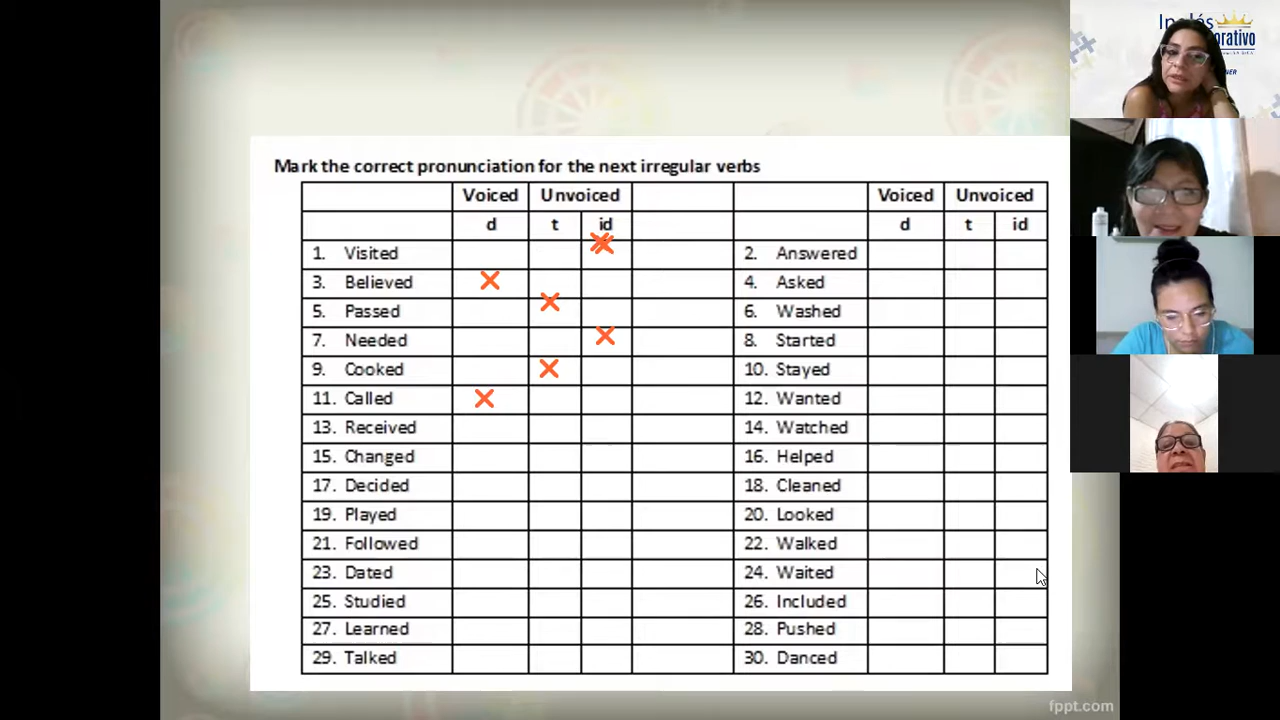 Inglés
orativo
NER
Mark the correct pronunciation for the next irregular verbs
Voiced Unvoiced Voiced Unvoiced
d t id d t id
1. Visited 2. Answered
3. Believed 4. Asked
5. Passed 6. Washed
7. Needed 8. Started
9. Cooked 10. Stayed
11. Called 12. Wanted
13. Received 14. Watched
15. Changed 16. Helped
17. Decided 18. Cleaned
19. Played 20. Looked
21. Followed 22. Walked
23. Dated 24. Waited
25. Studied 26. Included
27. Learned 28. Pushed
29. Talked 30. Danced
fppt.com